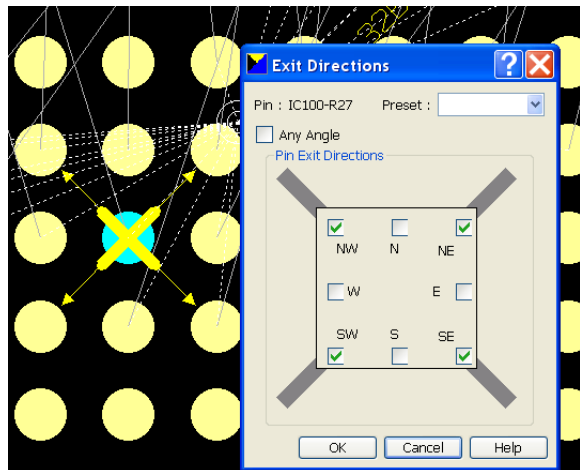 Exit Directions
Pin : IC100-R27 Preset :
Any Angle
Pin Exit Directions
NW N NE
W E
SW S SE
OK Cancel Help